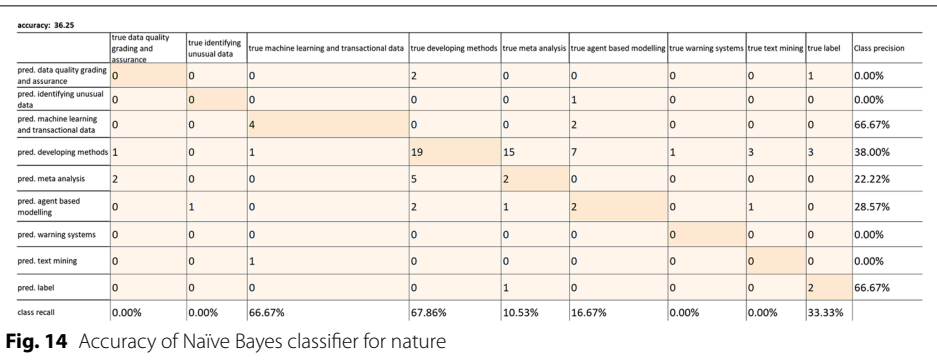 accuracy: 36.25
true data quality grading and assurance true identifying unusual data true machine learning and transactional data true developing methods true meta analysis true agent based modelling true warning systems true text mining true label Class precision
pred. data quality grading and assurance 0 0 0 2 0 0 0 0 1 0.00%
pred. identifying unusual data 0 0 0 0 0 1 0 0 0 0.00%
pred. machine learning and transactional data 0 0 4 0 0 2 0 0 0 66.67%
pred. developing methods 1 0 1 19 15 7 1 3 3 38.00%
pred. meta analysis 2 0 0 5 2 0 0 0 0 22.22%
pred. agent based modelling 0 1 0 2 1 2 0 1 0 28.57%
pred. warning systems 0 0 0 0 0 0 0 0 0 0.00%
pred. text mining 0 0 1 0 0 0 0 0 0 0.00%
pred. label 0 0 0 0 1 0 0 0 2 66.67%
class recall 0.00% 0.00% 66.67% 67.86% 10.53% 16.67% 0.00% 0.00% 33.33%
Fig. 14 Accuracy of Naïve Bayes classifier for nature